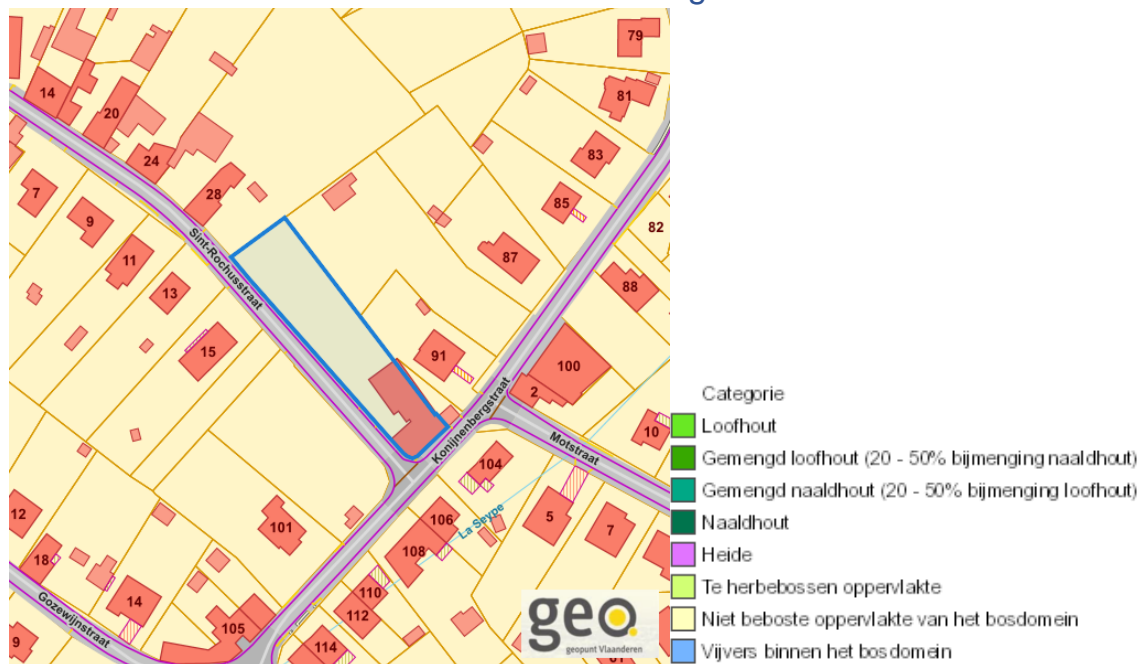 g
79
14
20
81
24
83
28
85
7
82
9
Sint-Rochusstraat
11
87
13
88
15
91
100
2
Konijnenbergstraat
10
Motstraat
104
12
101
106
5
7
La Seype
108
18
110
14
112
Gozewijnstraat
105
9
114
geo.
geopunt Vlaanderen
Categorie
Loofhout
Gemengd loofhout (20 - 50% bijmenging naaldhout)
Gemengd naaldhout (20 - 50% bijmenging loofhout)
Naaldhout
Heide
Te herbebossen oppervlakte
Niet beboste oppervlakte van het bosdomein
Vijvers binnen het bosdomein